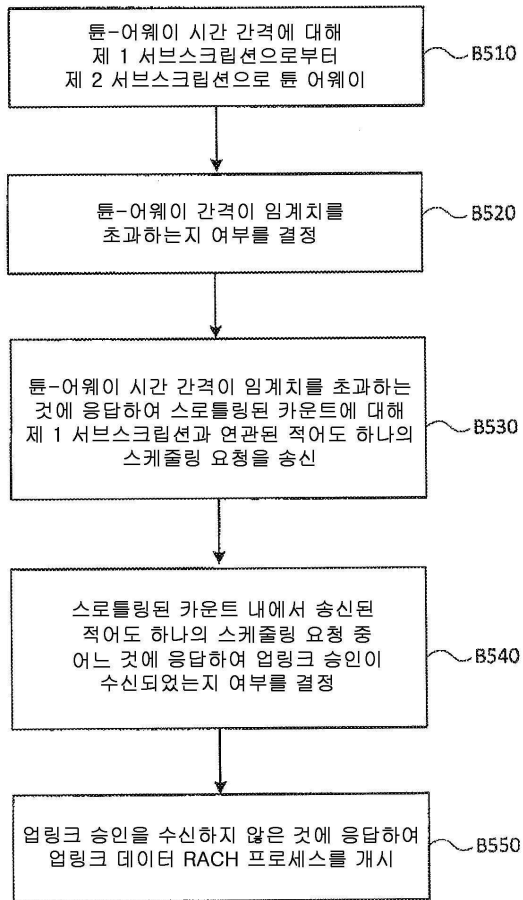 튠-어웨이 시간 간격에 대해
제 1 서브스크립션으로부터
제 2 서브스크립션으로 튠 어웨이
B510
튠-어웨이 간격이 임계치를
초과하는지 여부를 결정
B520
튠-어웨이 시간 간격이 임계치를 초과하는
것에 응답하여 스로틀링된 카운트에 대해
제 1 서브스크립션과 연관된 적어도 하나의
스케줄링 요청을 송신
B530
스로틀링된 카운트 내에서 송신된
적어도 하나의 스케줄링 요청 중
어느 것에 응답하여 업링크 승인이
수신되었는지 여부를 결정
B540
업링크 승인을 수신하지 않은 것에 응답하여
업링크 데이터 RACH 프로세스를 개시
B550